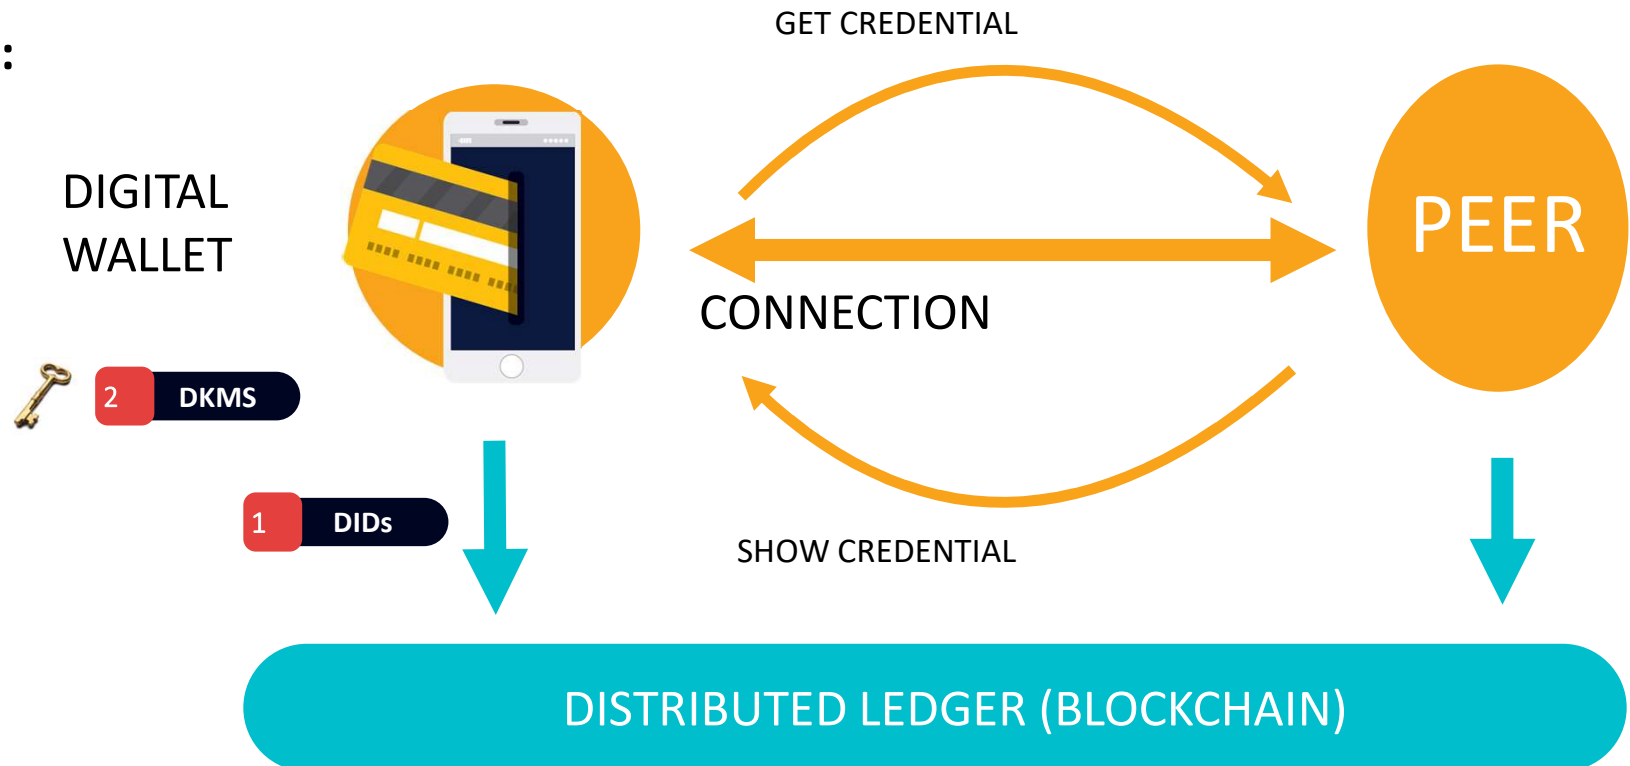 GET CREDENTIAL
:
DIGITAL
WALLET
PEER
CONNECTION
2 DKMS
1 DIDs
SHOW CREDENTIAL
DISTRIBUTED LEDGER (BLOCKCHAIN)